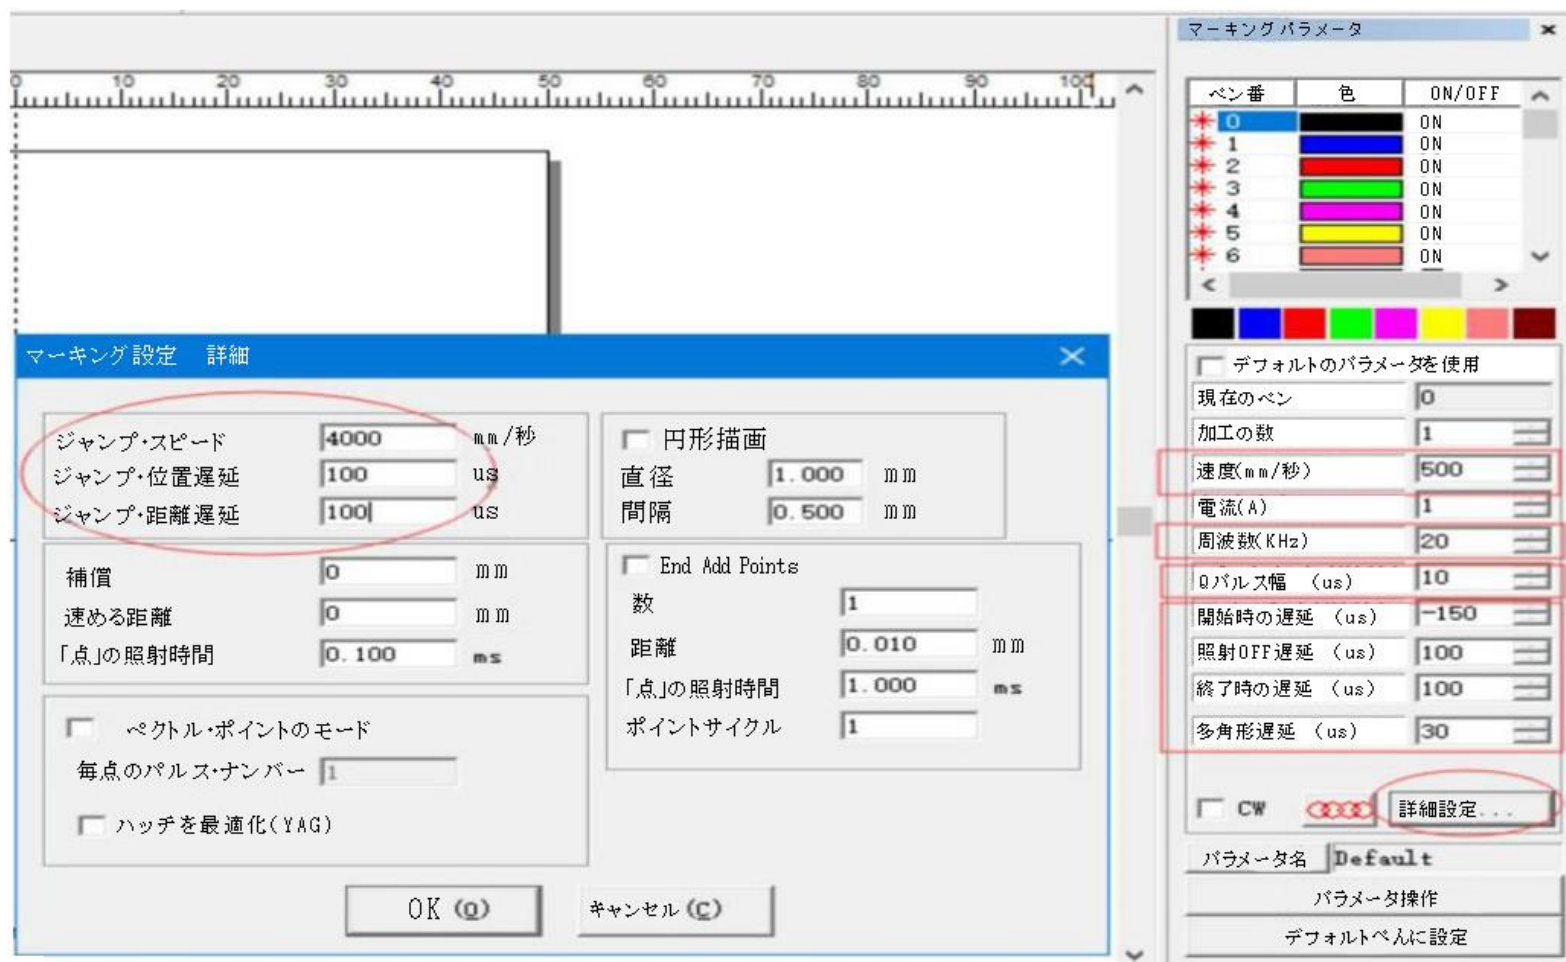 マーキングパラメータ
0 10 20 30 40 50 60 70 80 90 100
ペン番 色 ON/OFF
0 ON
1 ON
2 ON
3 ON
4 ON
5 ON
6 ON
デフォルトのパラメータを使用
現在のペン 0
加工の数 1
速度(mm/秒) 500
電流(A) 1
周波数(KHz) 20
Qパルス幅 (us) 10
開始時の遅延 (us) -150
照射OFF遅延 (us) 100
終了時の遅延 (us) 100
多角形遅延 (us) 30
CW 詳細設定...
パラメータ名 Default
パラメータ操作
デフォルトぺんに設定
マーキング設定 詳細
ジャンプ・スピード 4000 mm/秒
ジャンプ・位置遅延 100 us
ジャンプ・距離遅延 100 us
補償 0 mm
速める距離 0 mm
「点」の照射時間 0.100 ms
ベクトル・ポイントのモード
毎点のパルス・ナンバー 1
ハッチを最適化(YAG)
円形描画
直径 1.000 mm
間隔 0.500 mm
End Add Points
数 1
距離 0.010 mm
「点」の照射時間 1.000 ms
ポイントサイクル 1
OK (O)
キャンセル (C)